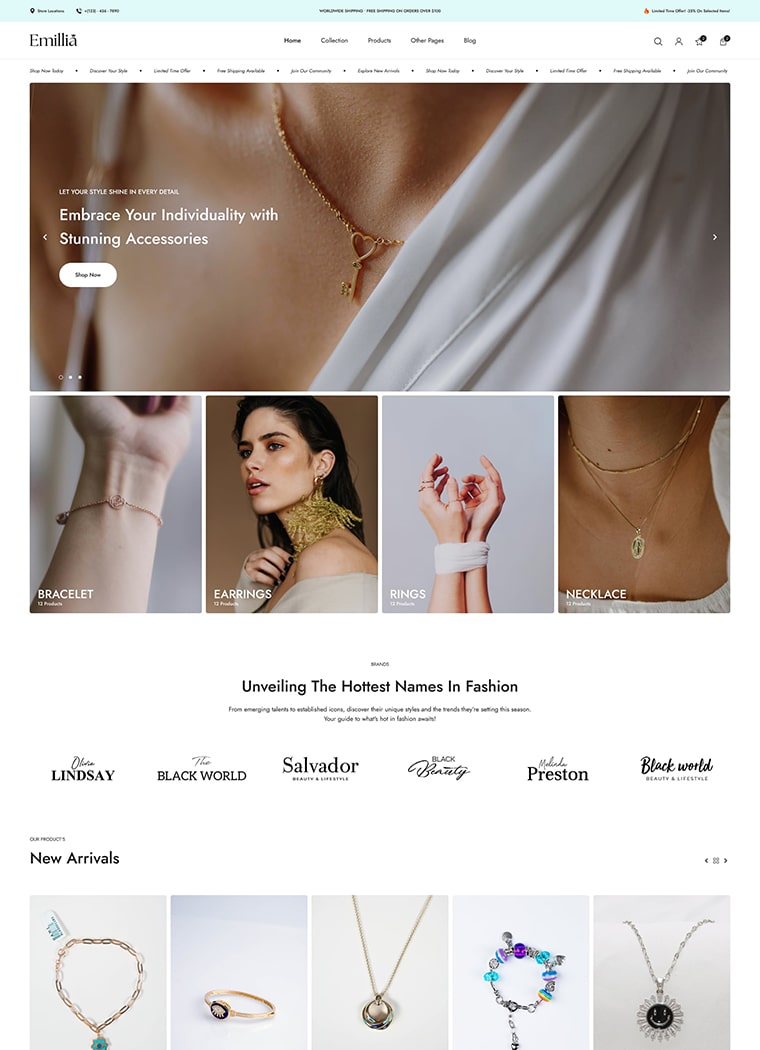 Store Locations
+(123) - 456 - 7890
WORLDWIDE SHIPPING - FREE SHIPPING ON ORDERS OVER $100
Limited Time Offer! -35% On Selected Items!
Emillia
Home
Collection
Products
Other Pages
Blog
Shop Now Today • Discover Your Style • Limited Time Offer • Free Shipping Available • Join Our Community • Explore New Arrivals • Shop Now Today • Discover Your Style • Limited Time Offer • Free Shipping Available • Join Our Community
LET YOUR STYLE SHINE IN EVERY DETAIL
Embrace Your Individuality with
Stunning Accessories
Shop Now
BRACELET
12 Products
EARRINGS
12 Products
RINGS
12 Products
NECKLACE
12 Products
BRANDS
Unveiling The Hottest Names In Fashion
From emerging talents to established icons, discover their unique styles and the trends they're setting this season.
Your guide to what's hot in fashion awaits!
Olivia
LINDSAY
The
BLACK WORLD
Salvador
BEAUTY & LIFESTYLE
BLACK
Beauty
Melinda
Preston
Black world
BEAUTY & LIFESTYLE
OUR PRODUCT'S
New Arrivals